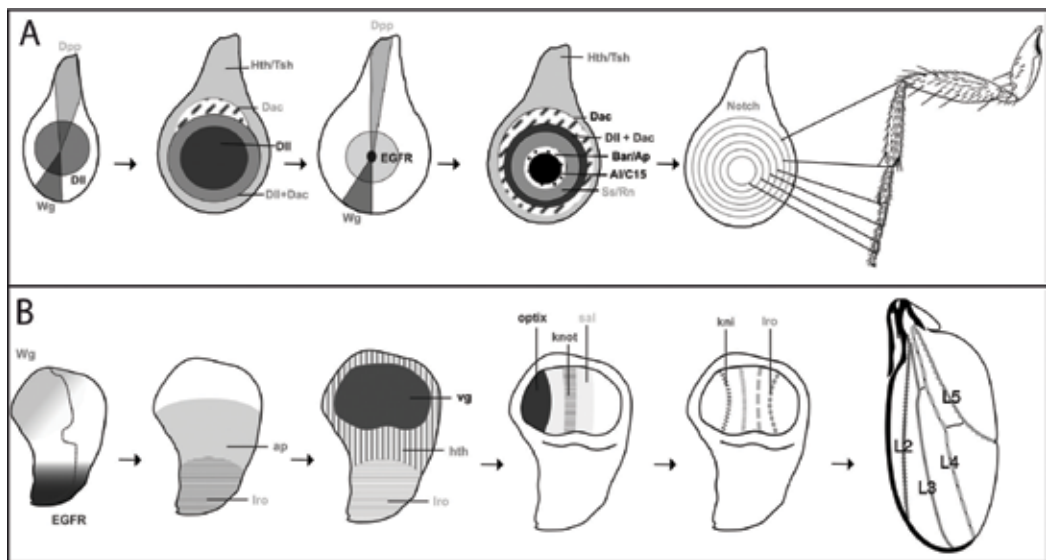 A
Dpp
Dll
Wg
Hth/Tsh
Dac
Dll
Dll+Dac
Dpp
EGFR
Wg
Hth/Tsh
Dac
Dll + Dac
Bar/Ap
Al/C15
Ss/Rn
Notch
B
Wg
EGFR
ap
Iro
vg
hth
Iro
optix
sal
knot
kni
Iro
L5
L2
L4
L3